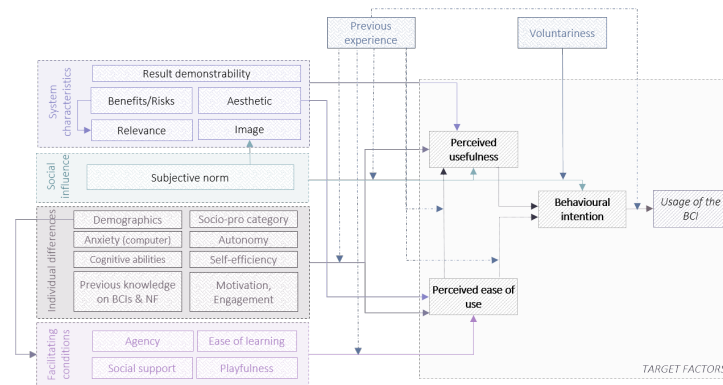 Previous
experience
Voluntariness
System
characteristics
Result demonstrability
Benefits/Risks
Aesthetic
Relevance
Image
Social
influence
Subjective norm
Individual differences
Demographics
Socio-pro category
Anxiety (computer)
Autonomy
Cognitive abilities
Self-efficiency
Previous knowledge
on BCIs & NF
Motivation,
Engagement
Facilitating
conditions
Agency
Ease of learning
Social support
Playfulness
Perceived
usefulness
Behavioural
intention
Usage of the
BCI
Perceived ease of
use
TARGET FACTORS